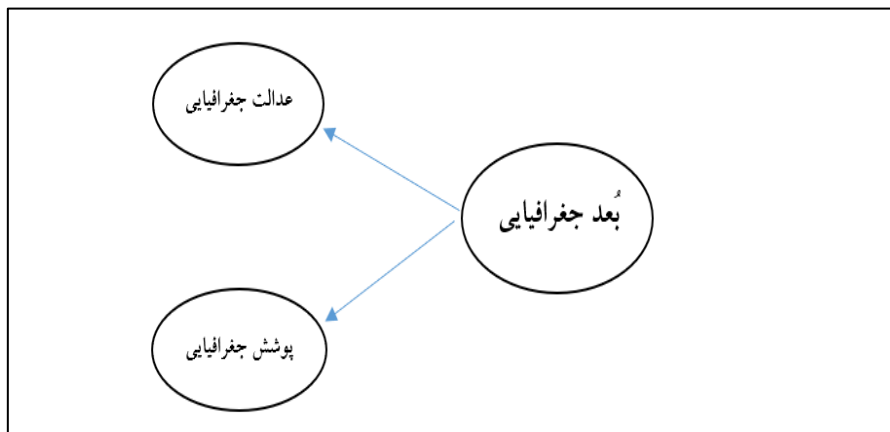 عدالت جغرافیایی
بُعد جغرافیایی
پوشش جغرافیایی